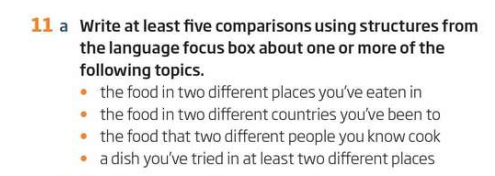 11 a Write at least five comparisons using structures from
the language focus box about one or more of the
following topics.
• the food in two different places you've eaten in
• the food in two different countries you've been to
• the food that two different people you know cook
• a dish you've tried in at least two different places